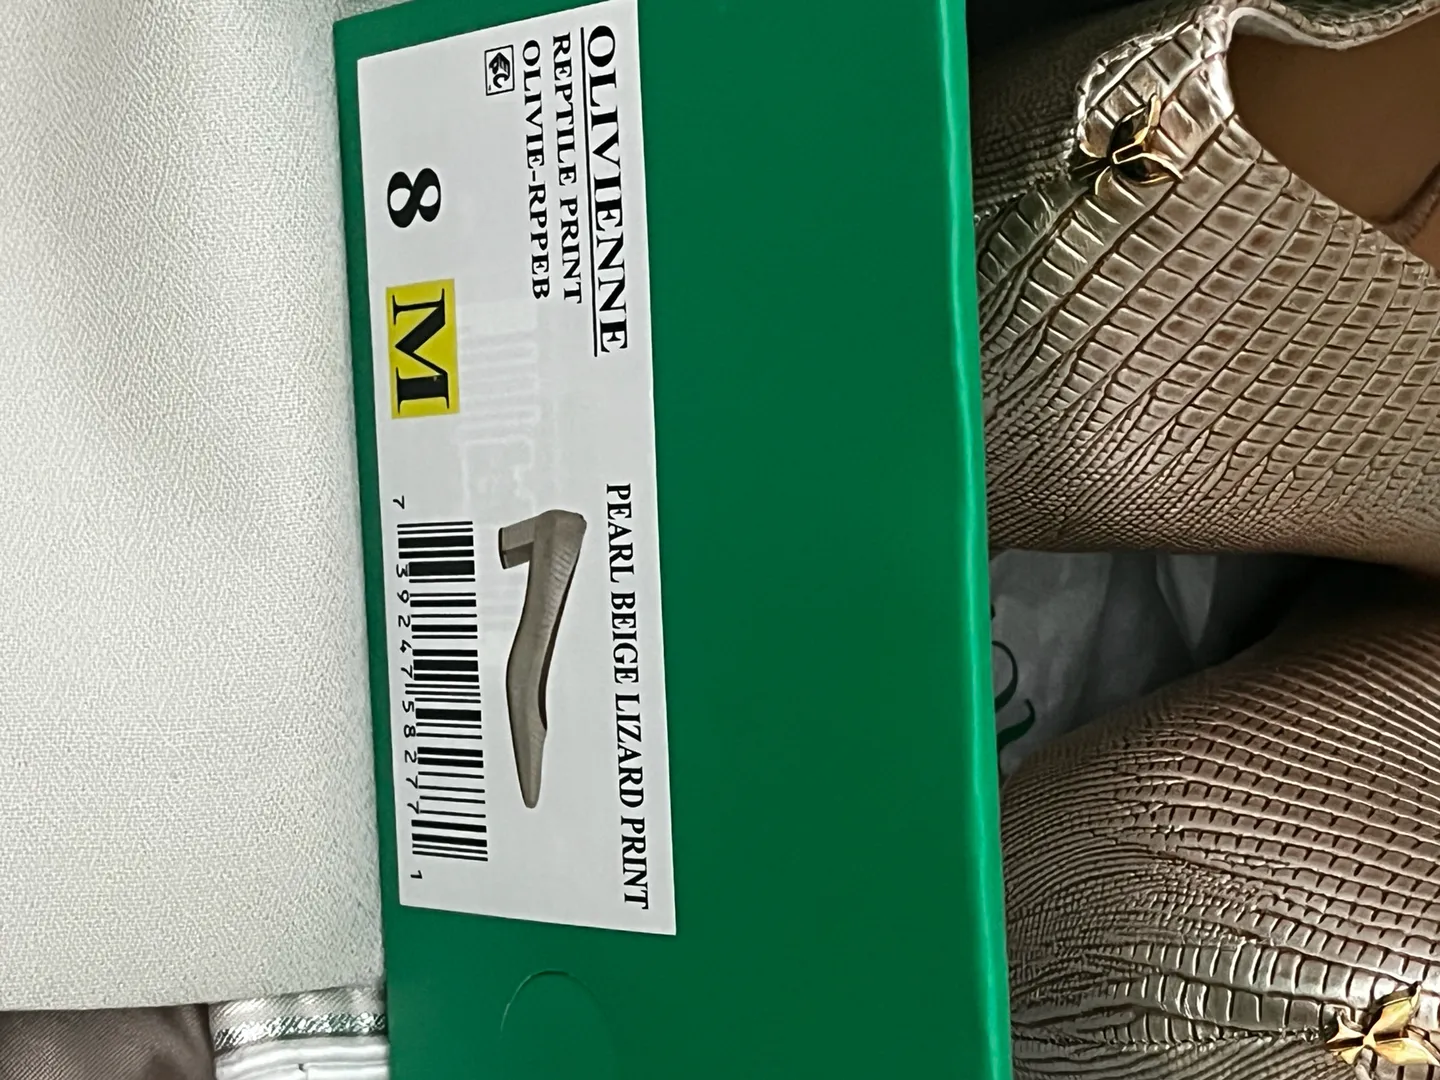 OLIVIENNE
REPTILE PRINT
OLIVIE-RPPEB
8 M
PEARL BEIGE LIZARD PRINT
7 39247 58277 1